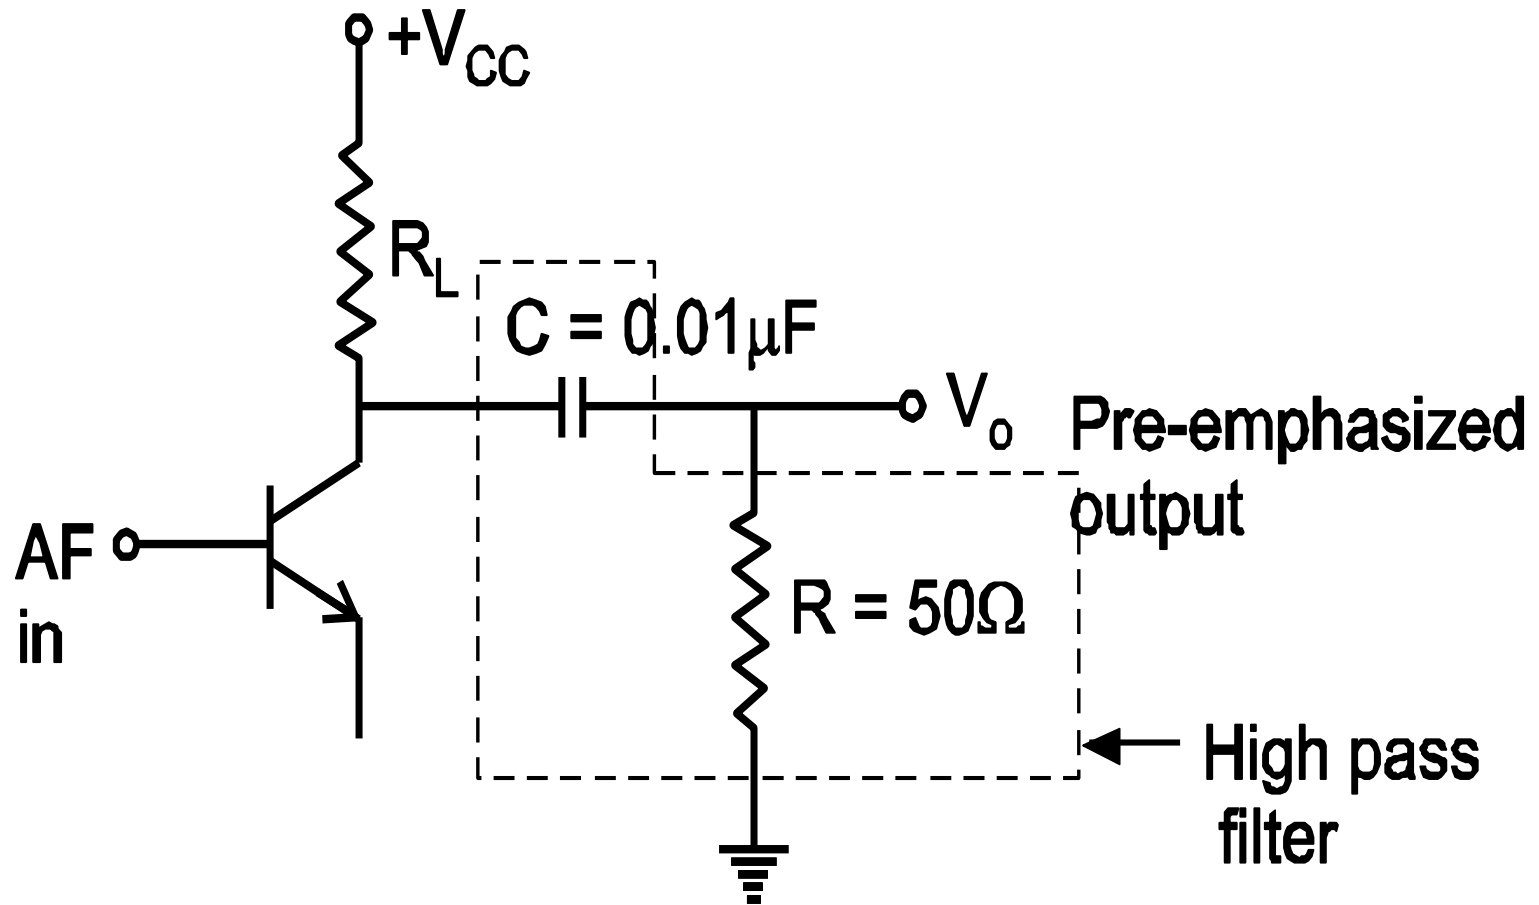 +VCC
RL
C = 0.01μF
Vo
Pre-emphasized
output
AF
in
R = 50Ω
High pass
filter